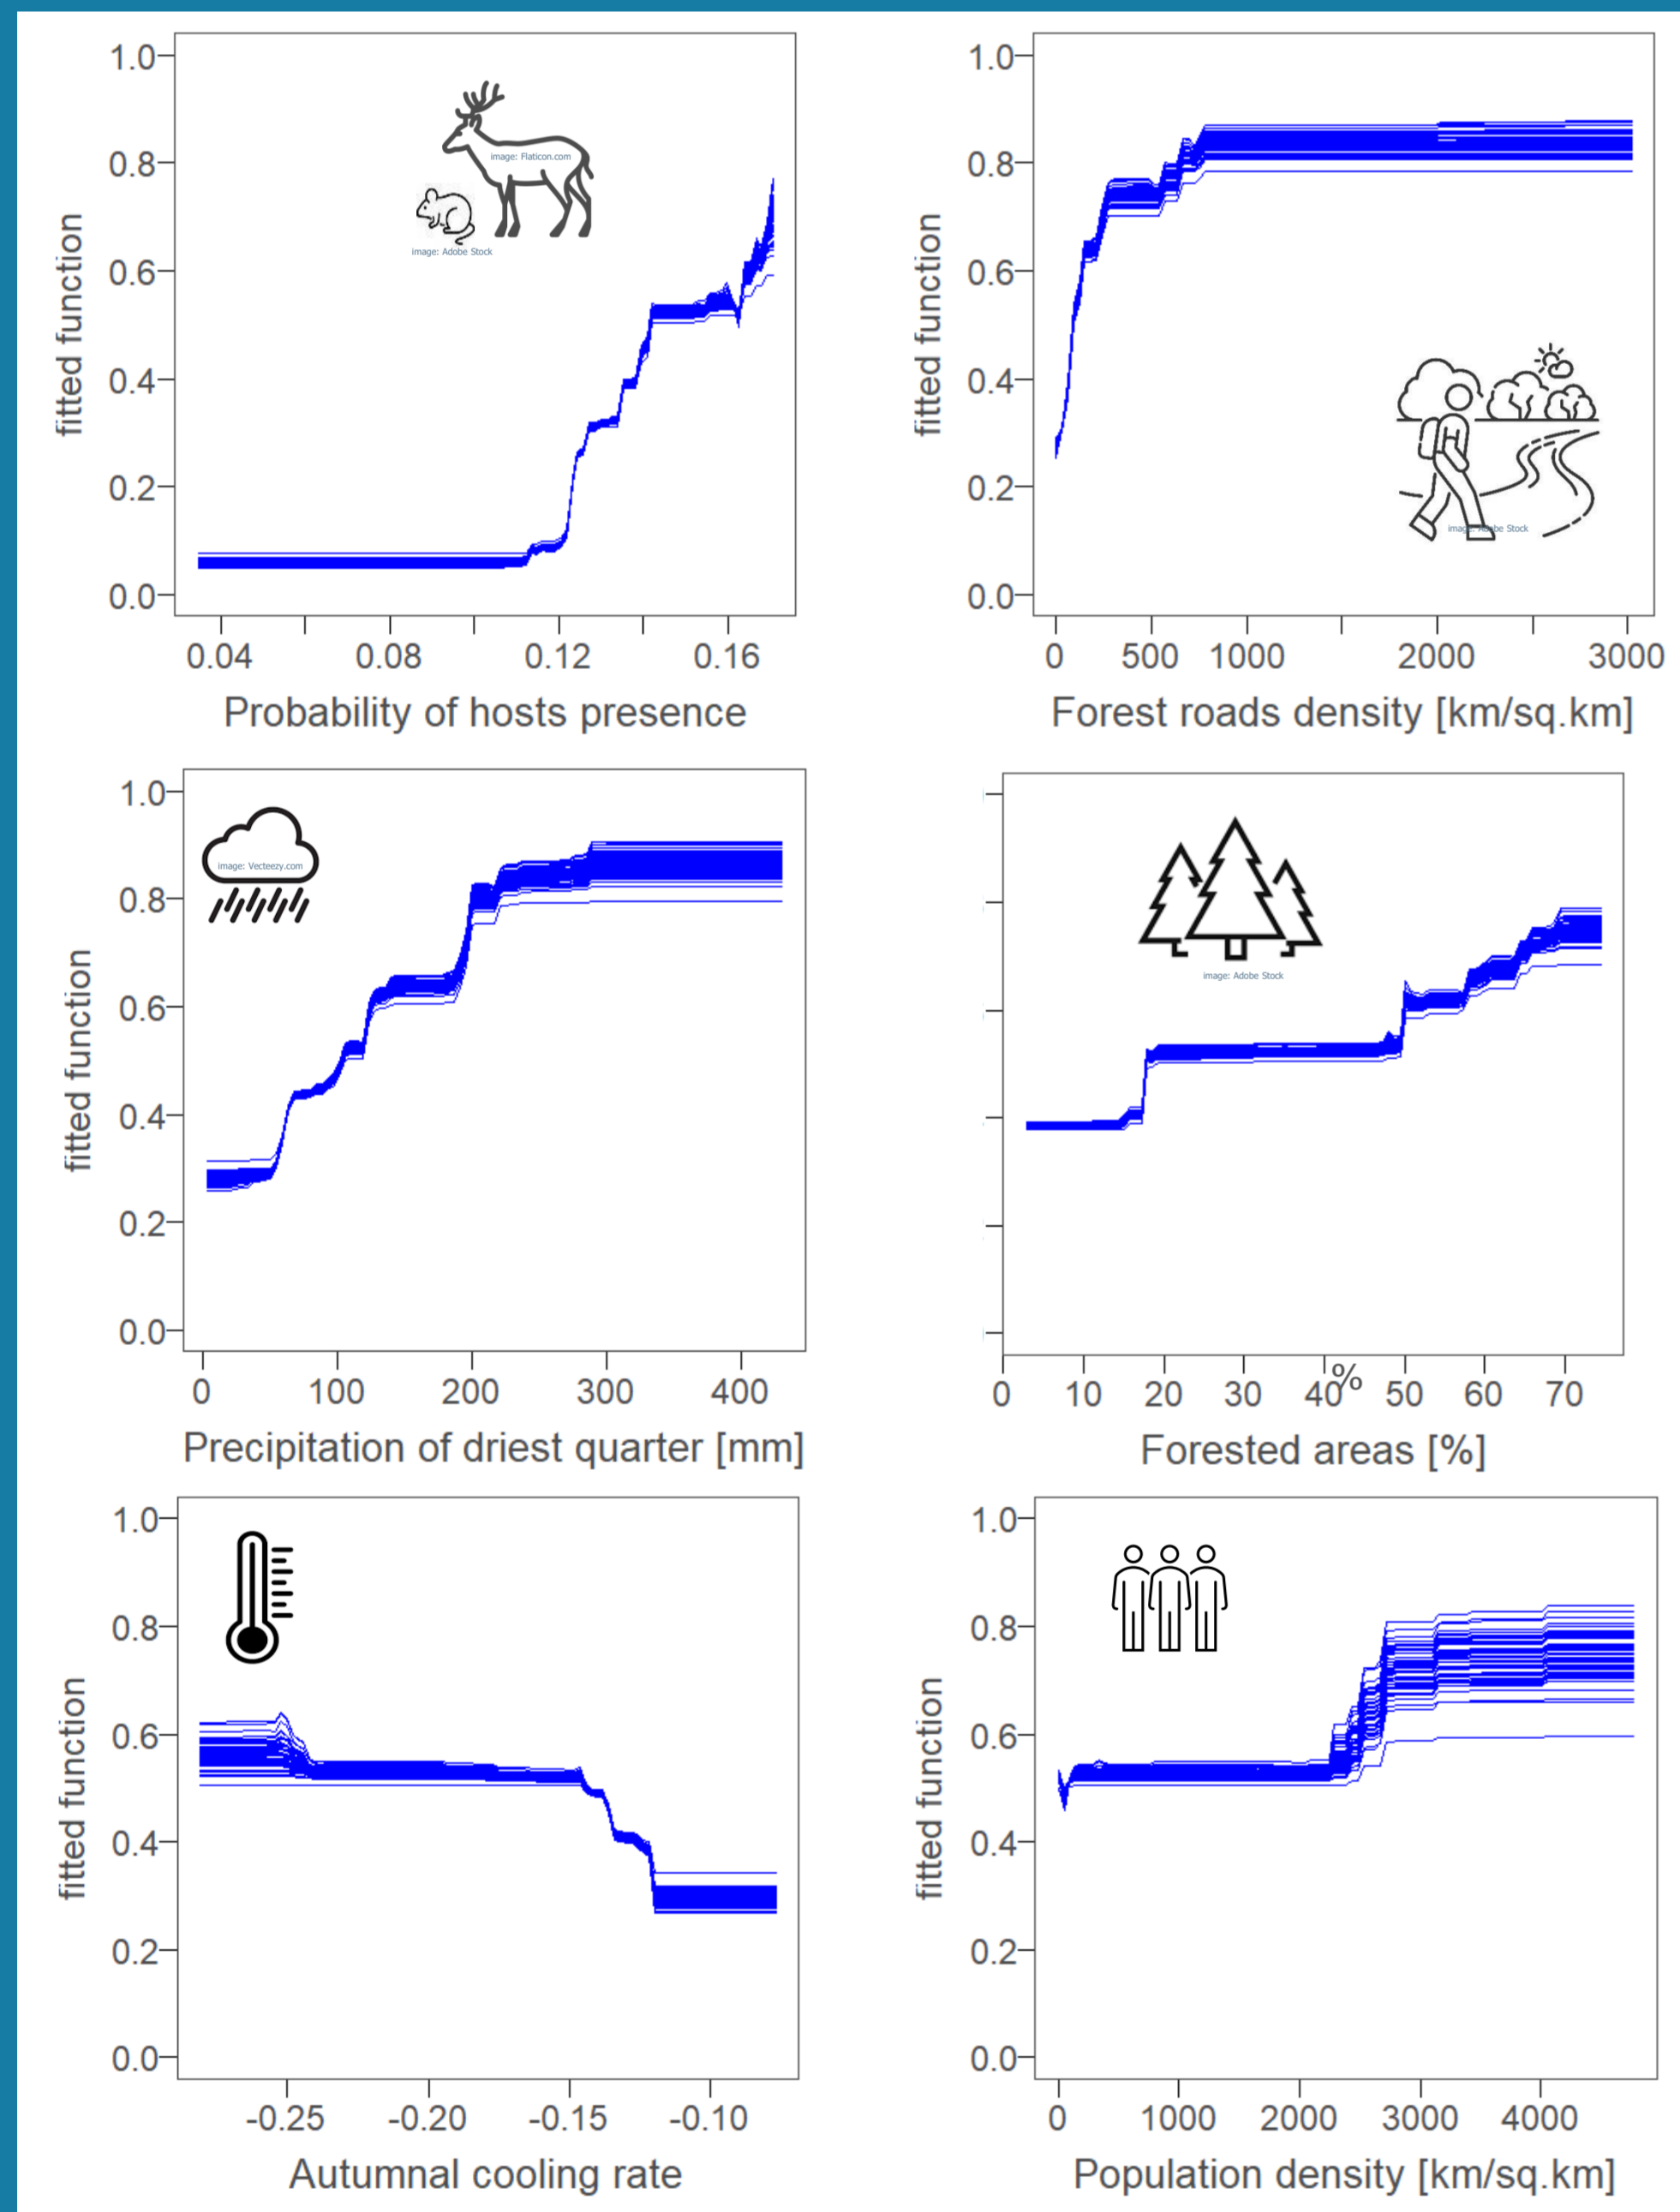 1.0
0.8
0.6
0.4
0.2
0.0
fitted function
image: Flaticon.com
image: Adobe Stock
0.04 0.08 0.12 0.16
Probability of hosts presence
1.0
0.8
0.6
0.4
0.2
0.0
fitted function
image: Adobe Stock
0 500 1000 2000 3000
Forest roads density [km/sq.km]
1.0
0.8
0.6
0.4
0.2
0.0
fitted function
image: Vecteezy.com
0 100 200 300 400
Precipitation of driest quarter [mm]
image: Adobe Stock
0 10 20 30 40% 50 60 70
Forested areas [%]
1.0
0.8
0.6
0.4
0.2
0.0
fitted function
-0.25 -0.20 -0.15 -0.10
Autumnal cooling rate
1.0
0.8
0.6
0.4
0.2
0.0
fitted function
0 1000 2000 3000 4000
Population density [km/sq.km]